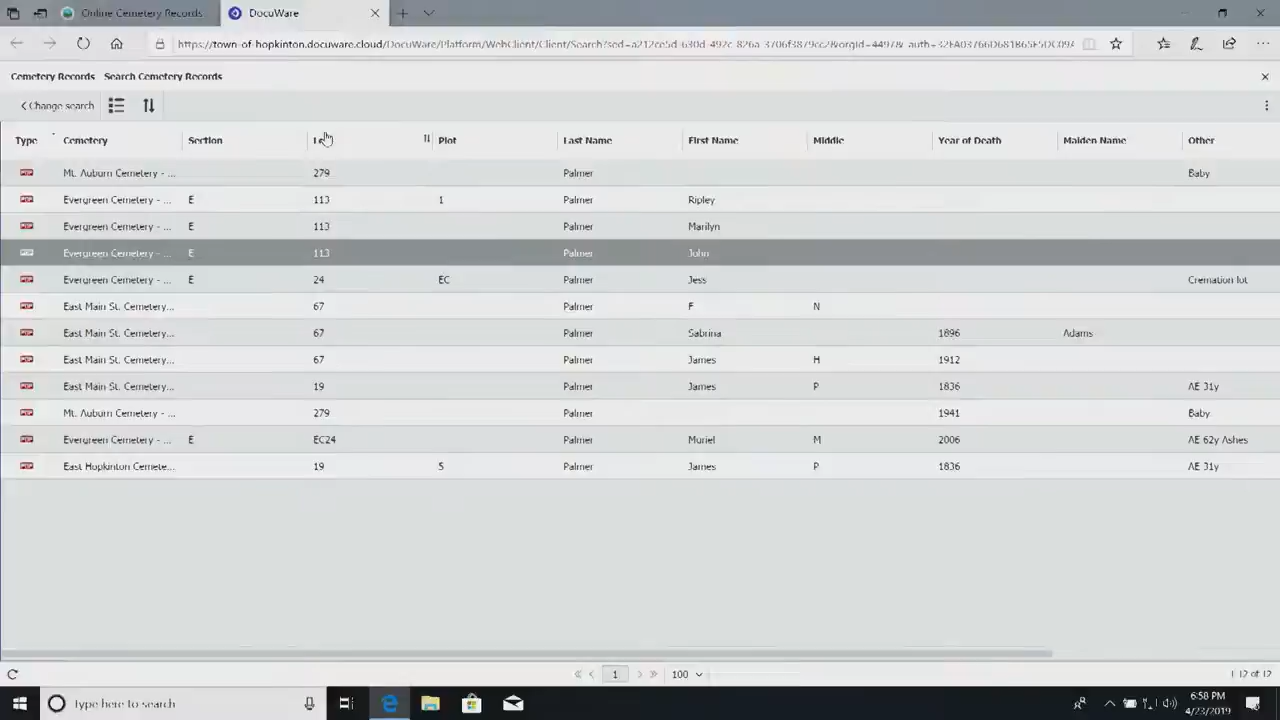 Online Cemetery Records
DocuWare
https://town-of-hopkinton.docuware.cloud/DocuWare/Platform/WebClient/Client/Search?
Cemetery Records Search Cemetery Records
Change search
Type Cemetery Section Plot Last Name First Name Middle Year of Death Maiden Name Other
Mt. Auburn Cemetery - ... 279 Palmer Baby
Evergreen Cemetery - ... E 113 1 Palmer Ripley
Evergreen Cemetery - ... E 113 Palmer Marilyn
Evergreen Cemetery - ... E 113 Palmer John
Evergreen Cemetery - ... E 24 EC Palmer Jess Cremation lot
East Main St. Cemetery... 67 Palmer F N
East Main St. Cemetery... 67 Palmer Sabrina 1896 Adams
East Main St. Cemetery... 67 Palmer James H 1912
East Main St. Cemetery... 19 Palmer James P 1836 AE 31y
Mt. Auburn Cemetery - ... 279 Palmer 1941 Baby
Evergreen Cemetery - ... E EC24 Palmer Muriel M 2006 AE 62y Ashes
East Hopkinton Cemete... 19 5 Palmer James P 1836 AE 31y
1 100 1-12 of 12
Type here to search
6:58 PM
4/23/2019